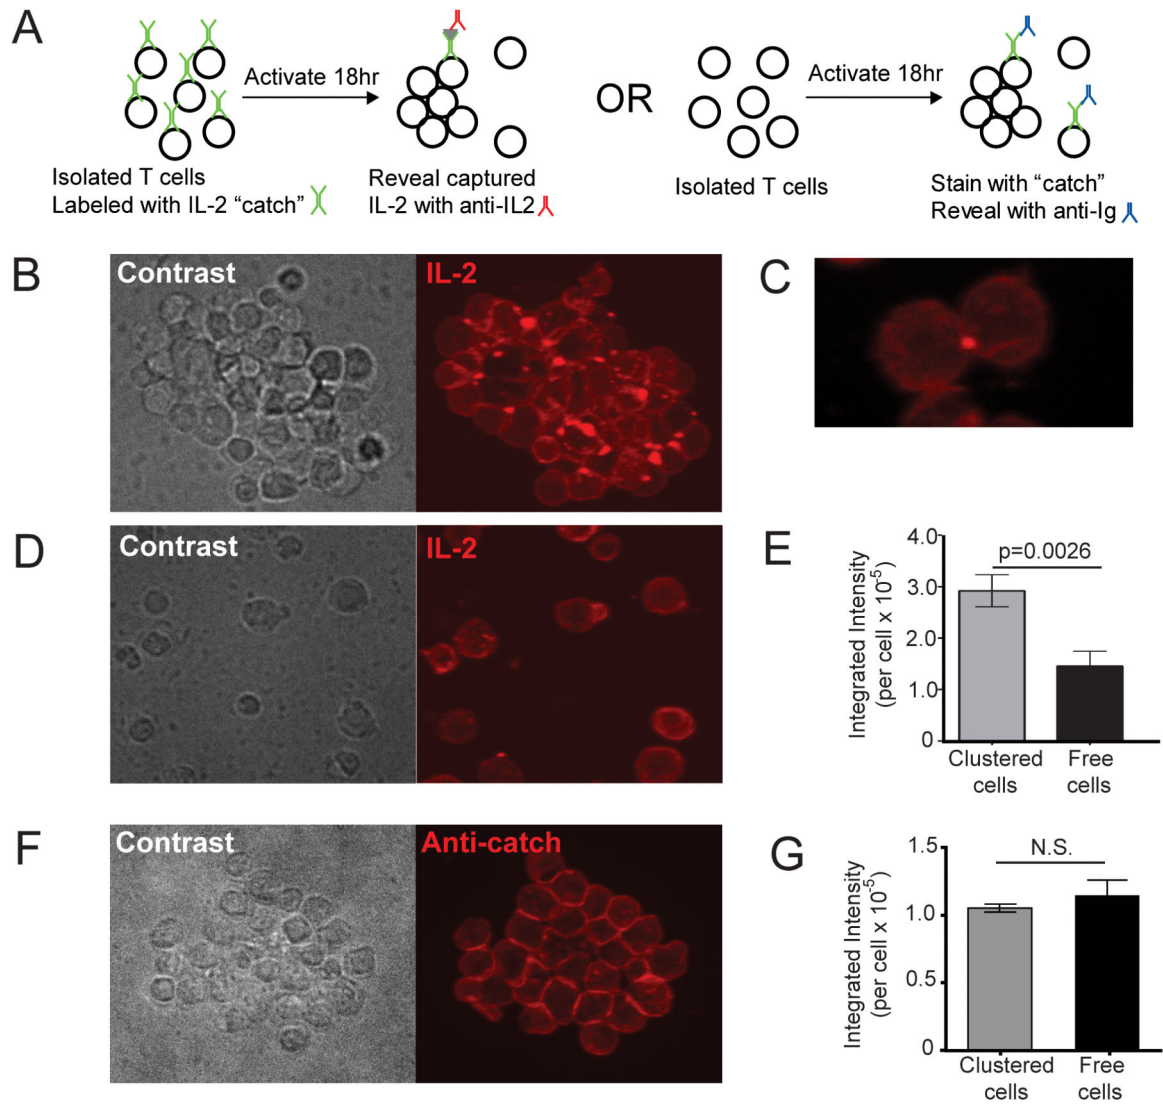 A
Activate 18hr
Isolated T cells
Labeled with IL-2 “catch”
Reveal captured
IL-2 with anti-IL2
OR
Isolated T cells
Activate 18hr
Stain with “catch”
Reveal with anti-Ig
B
Contrast
IL-2
C
D
Contrast
IL-2
E
Integrated Intensity
(per cell x 10-5)
4.0
3.0
2.0
1.0
0
p=0.0026
Clustered
cells
Free
cells
F
Contrast
Anti-catch
G
Integrated Intensity
(per cell x 10-5)
1.5
1.0
0.5
0
N.S.
Clustered
cells
Free
cells